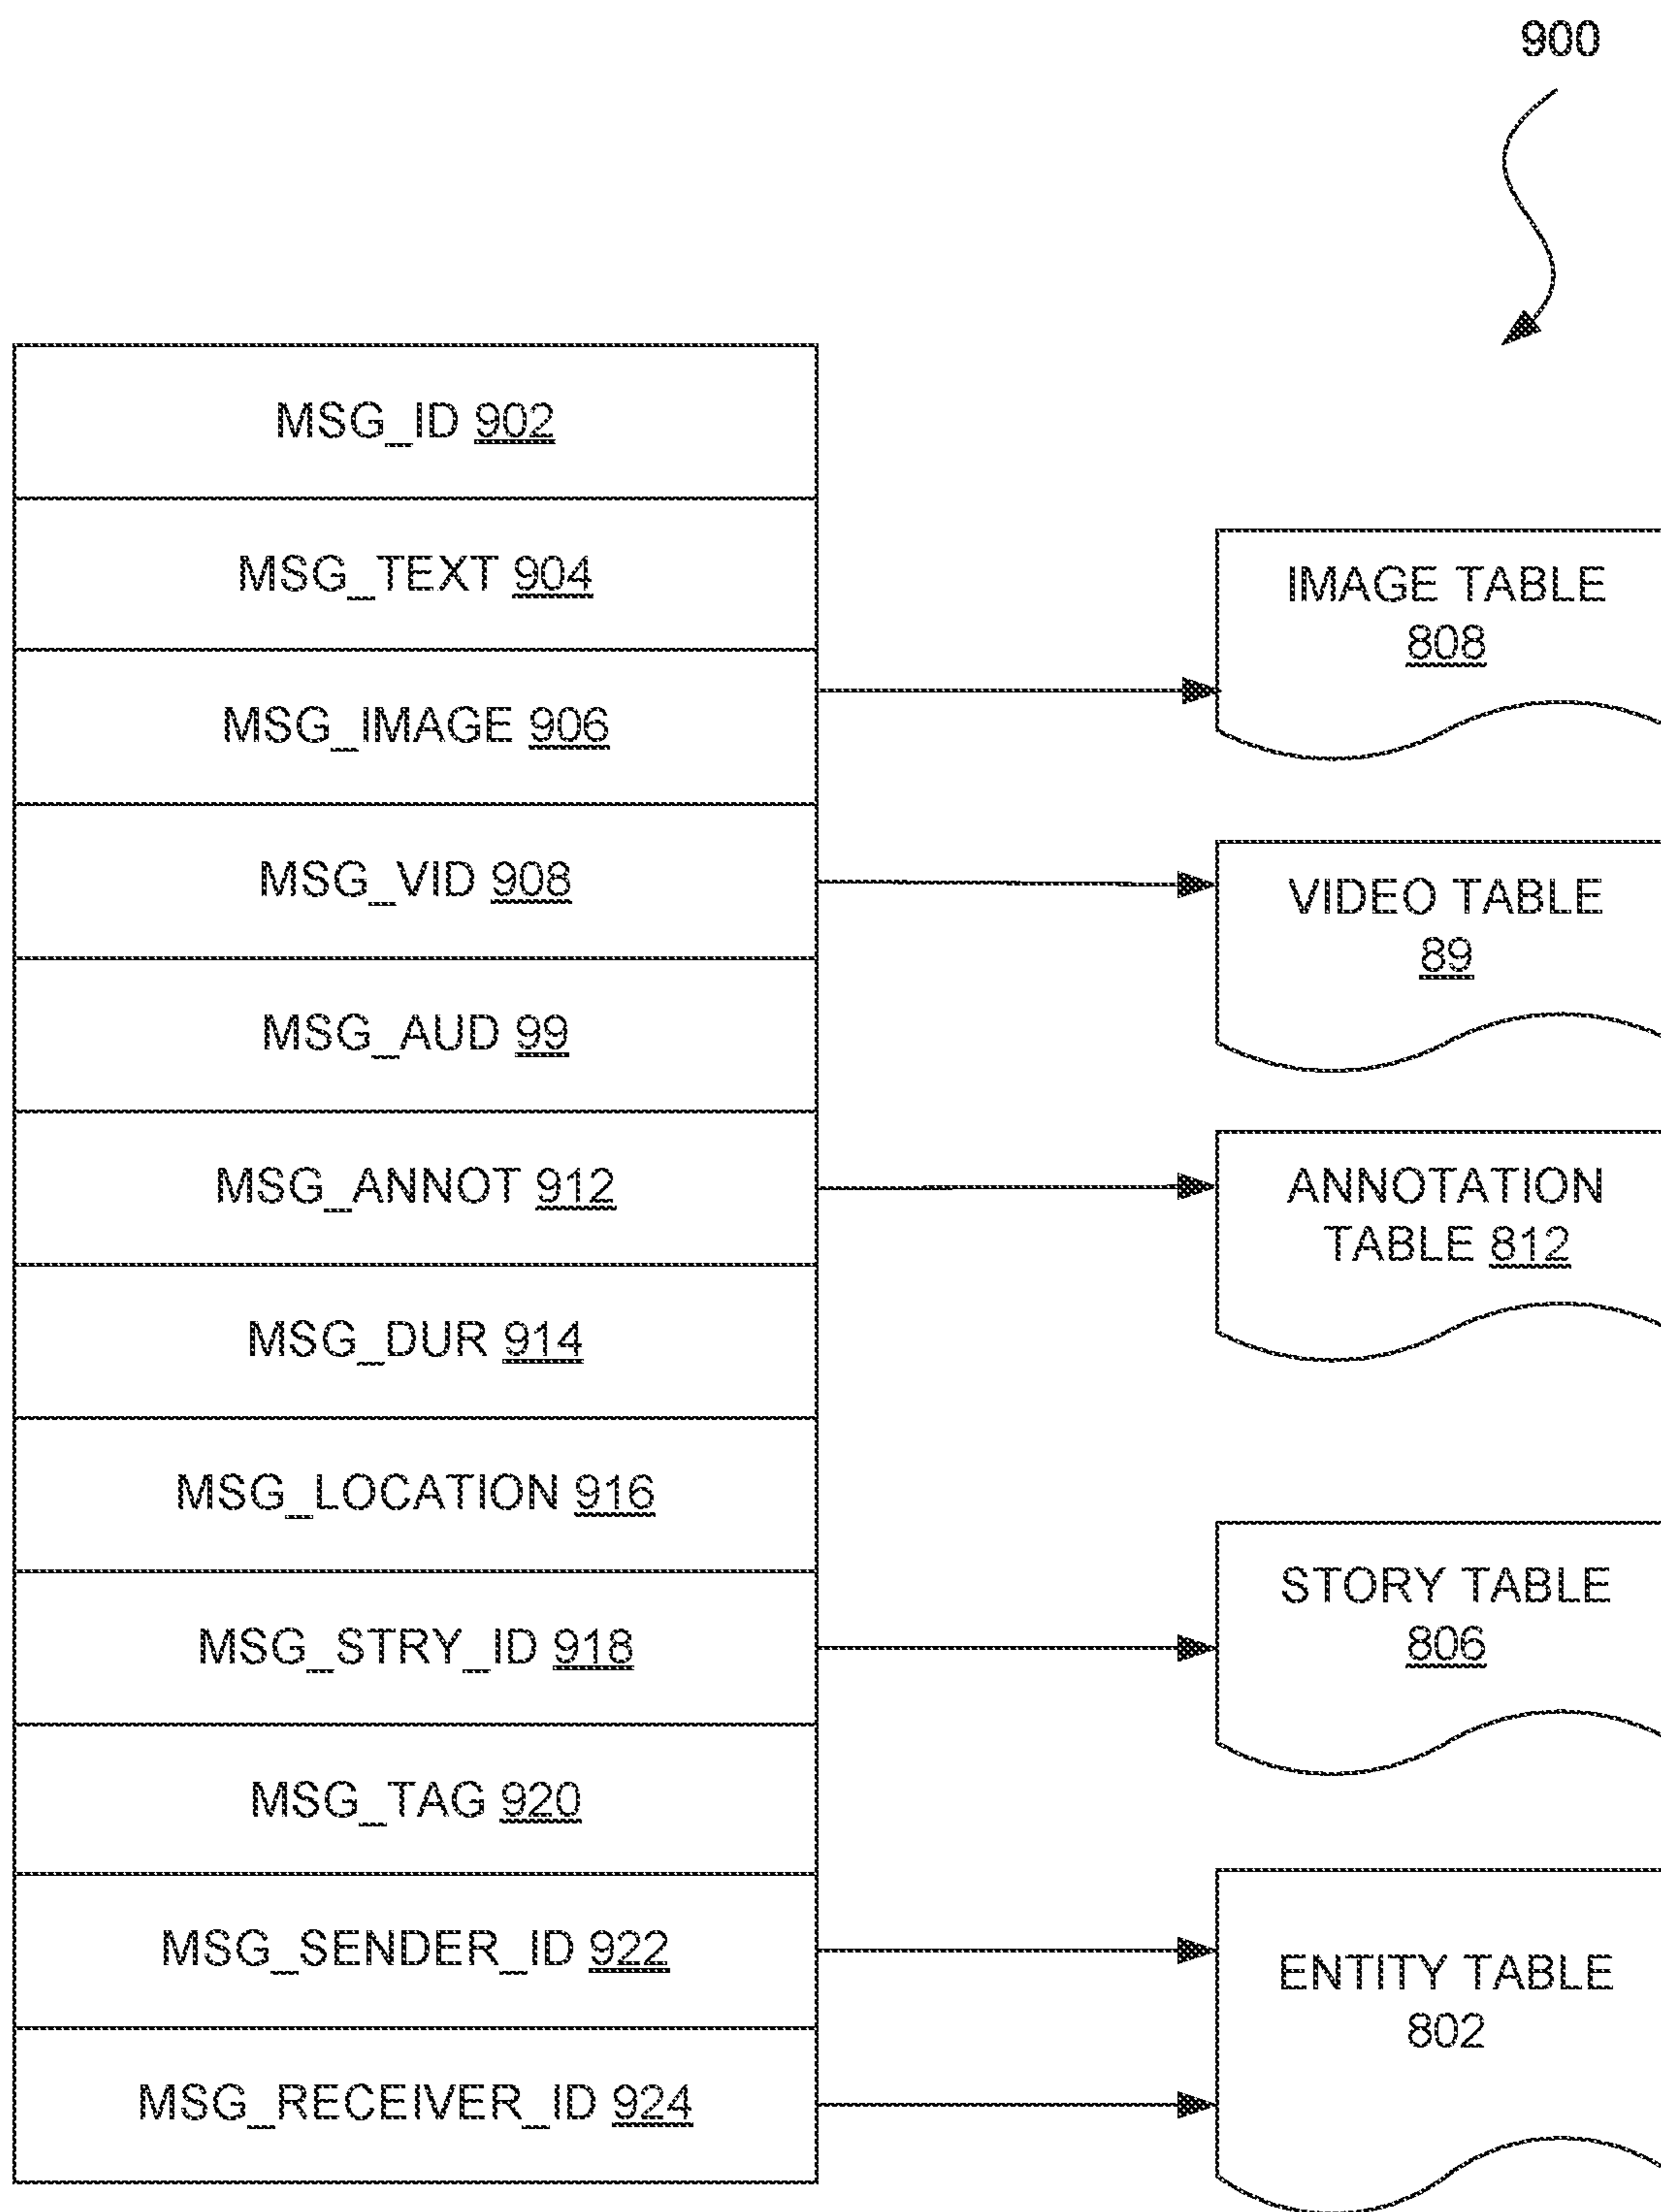 900
MSG_ID 902
MSG_TEXT 904
MSG_IMAGE 906
MSG_VID 908
MSG_AUD 99
MSG_ANNOT 912
MSG_DUR 914
MSG_LOCATION 916
MSG_STRY_ID 918
MSG_TAG 920
MSG_SENDER_ID 922
MSG_RECEIVER_ID 924
IMAGE TABLE
808
VIDEO TABLE
89
ANNOTATION
TABLE 812
STORY TABLE
806
ENTITY TABLE
802